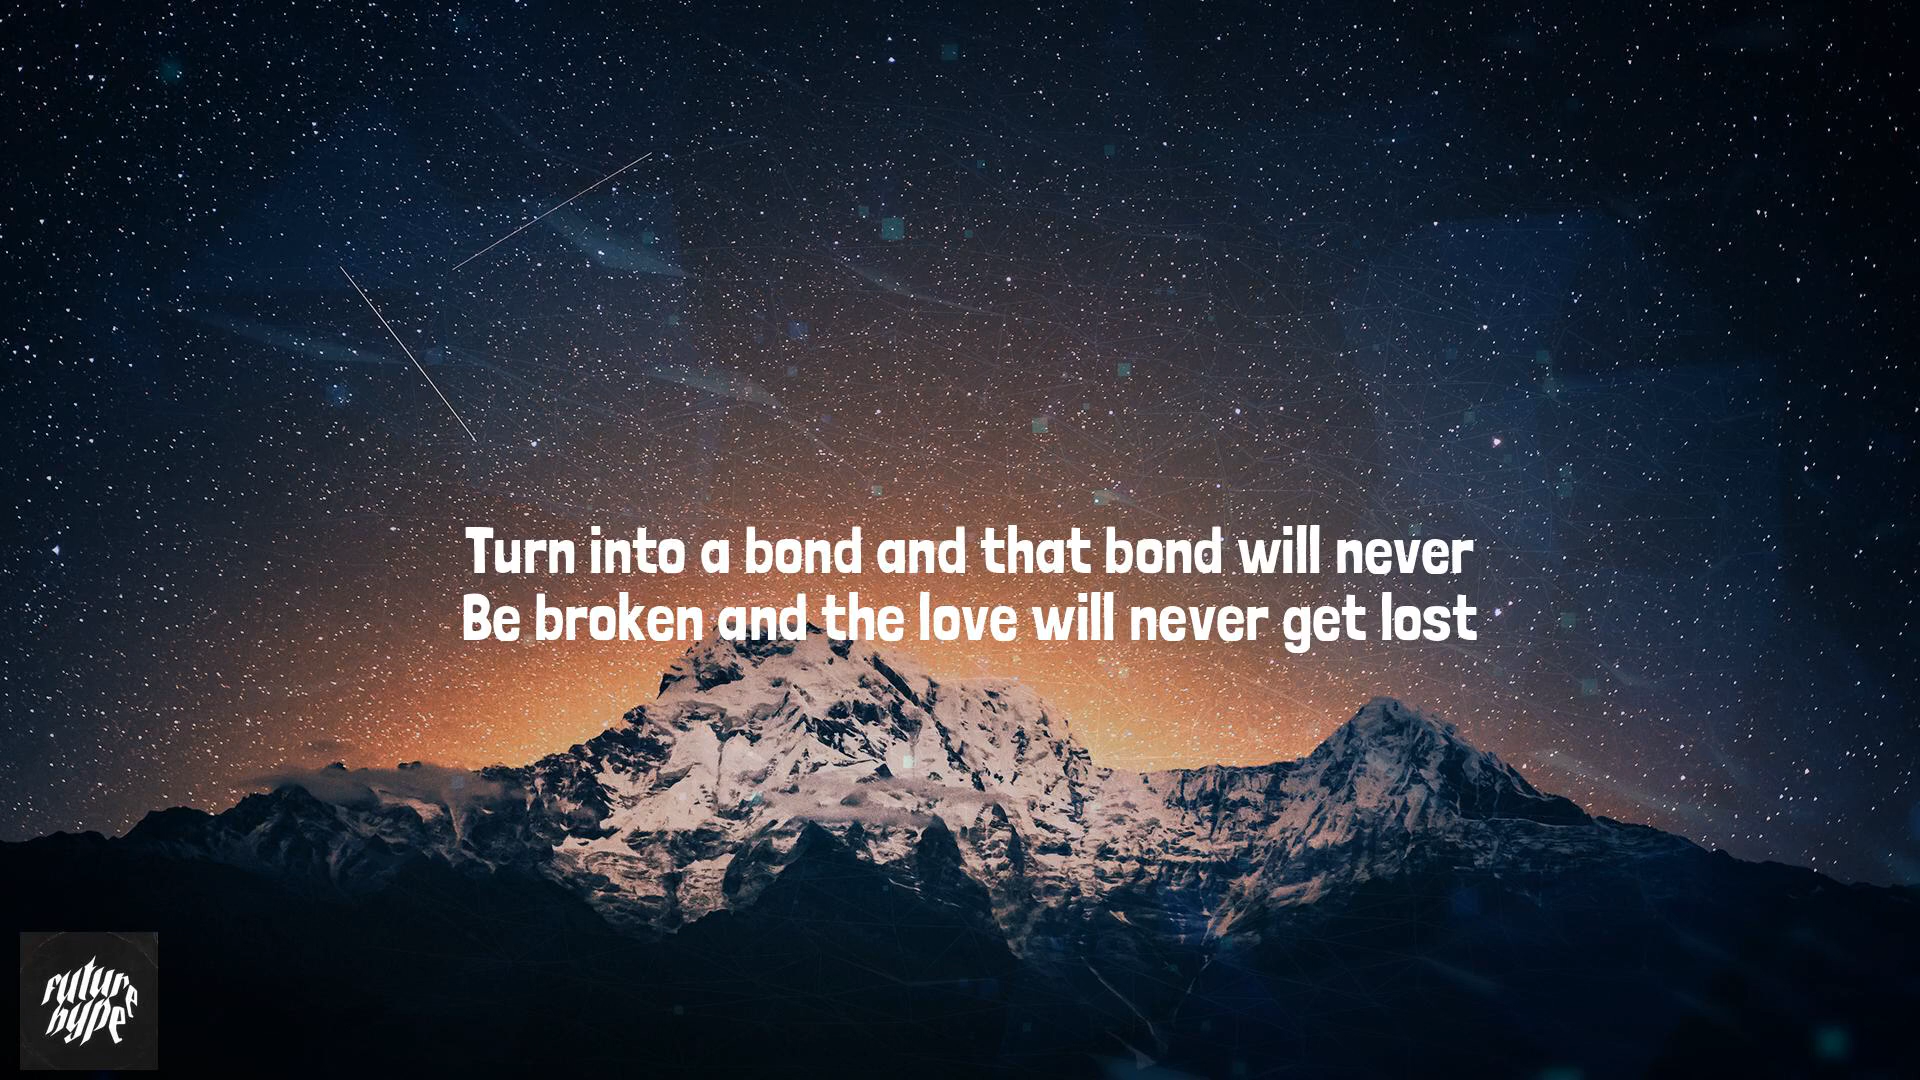 Turn into a bond and that bond will never
Be broken and the love will never get lost
future
hype